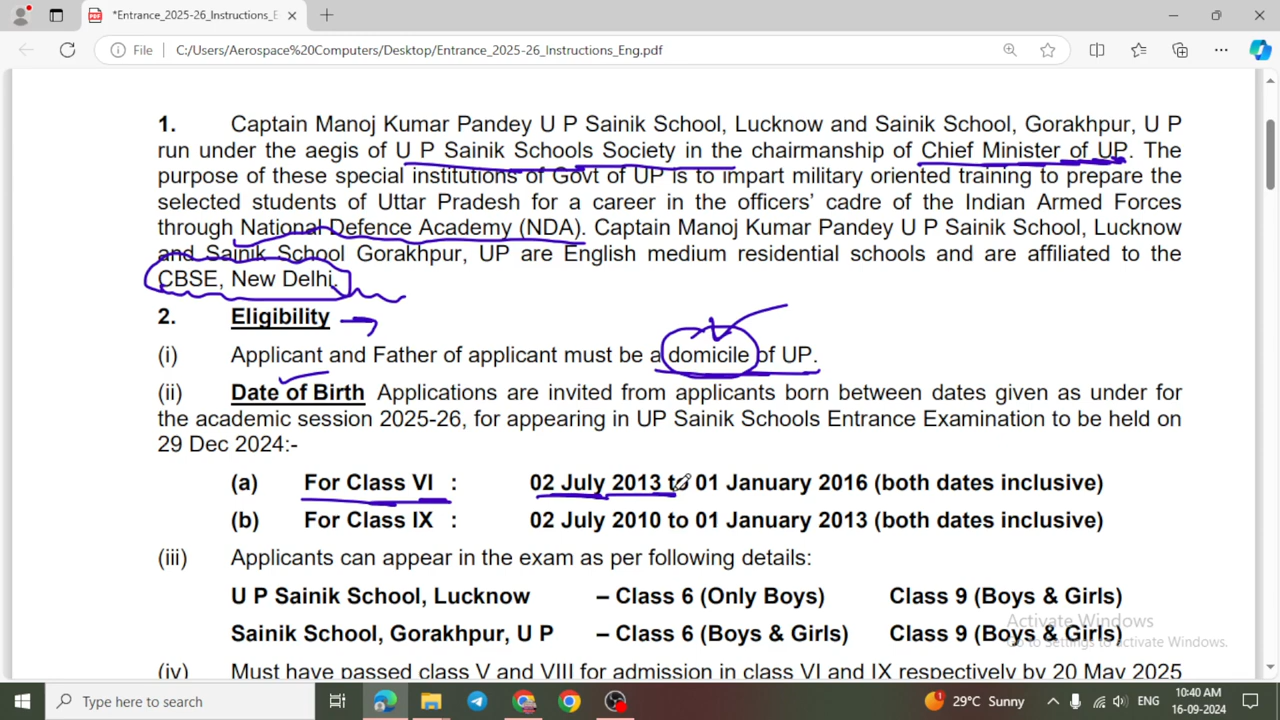 *Entrance_2025-26_Instructions_E
File C:/Users/Aerospace%20Computers/Desktop/Entrance_2025-26_Instructions_Eng.pdf
1. Captain Manoj Kumar Pandey U P Sainik School, Lucknow and Sainik School, Gorakhpur, U P
run under the aegis of U P Sainik Schools Society in the chairmanship of Chief Minister of UP. The
purpose of these special institutions of Govt of UP is to impart military oriented training to prepare the
selected students of Uttar Pradesh for a career in the officers' cadre of the Indian Armed Forces
through National Defence Academy (NDA). Captain Manoj Kumar Pandey U P Sainik School, Lucknow
and Sainik School Gorakhpur, UP are English medium residential schools and are affiliated to the
CBSE, New Delhi.
2. Eligibility
(i) Applicant and Father of applicant must be a domicile of UP.
(ii) Date of Birth Applications are invited from applicants born between dates given as under for
the academic session 2025-26, for appearing in UP Sainik Schools Entrance Examination to be held on
29 Dec 2024:-
(a) For Class VI : 02 July 2013 to 01 January 2016 (both dates inclusive)
(b) For Class IX : 02 July 2010 to 01 January 2013 (both dates inclusive)
(iii) Applicants can appear in the exam as per following details:
U P Sainik School, Lucknow – Class 6 (Only Boys) Class 9 (Boys & Girls)
Sainik School, Gorakhpur, U P – Class 6 (Boys & Girls) Class 9 (Boys & Girls)
Activate Windows
Go to Settings to activate Windows.
(iv) Must have passed class V and VIII for admission in class VI and IX respectively by 20 May 2025
Type here to search
29°C Sunny
ENG
10:40 AM
16-09-2024